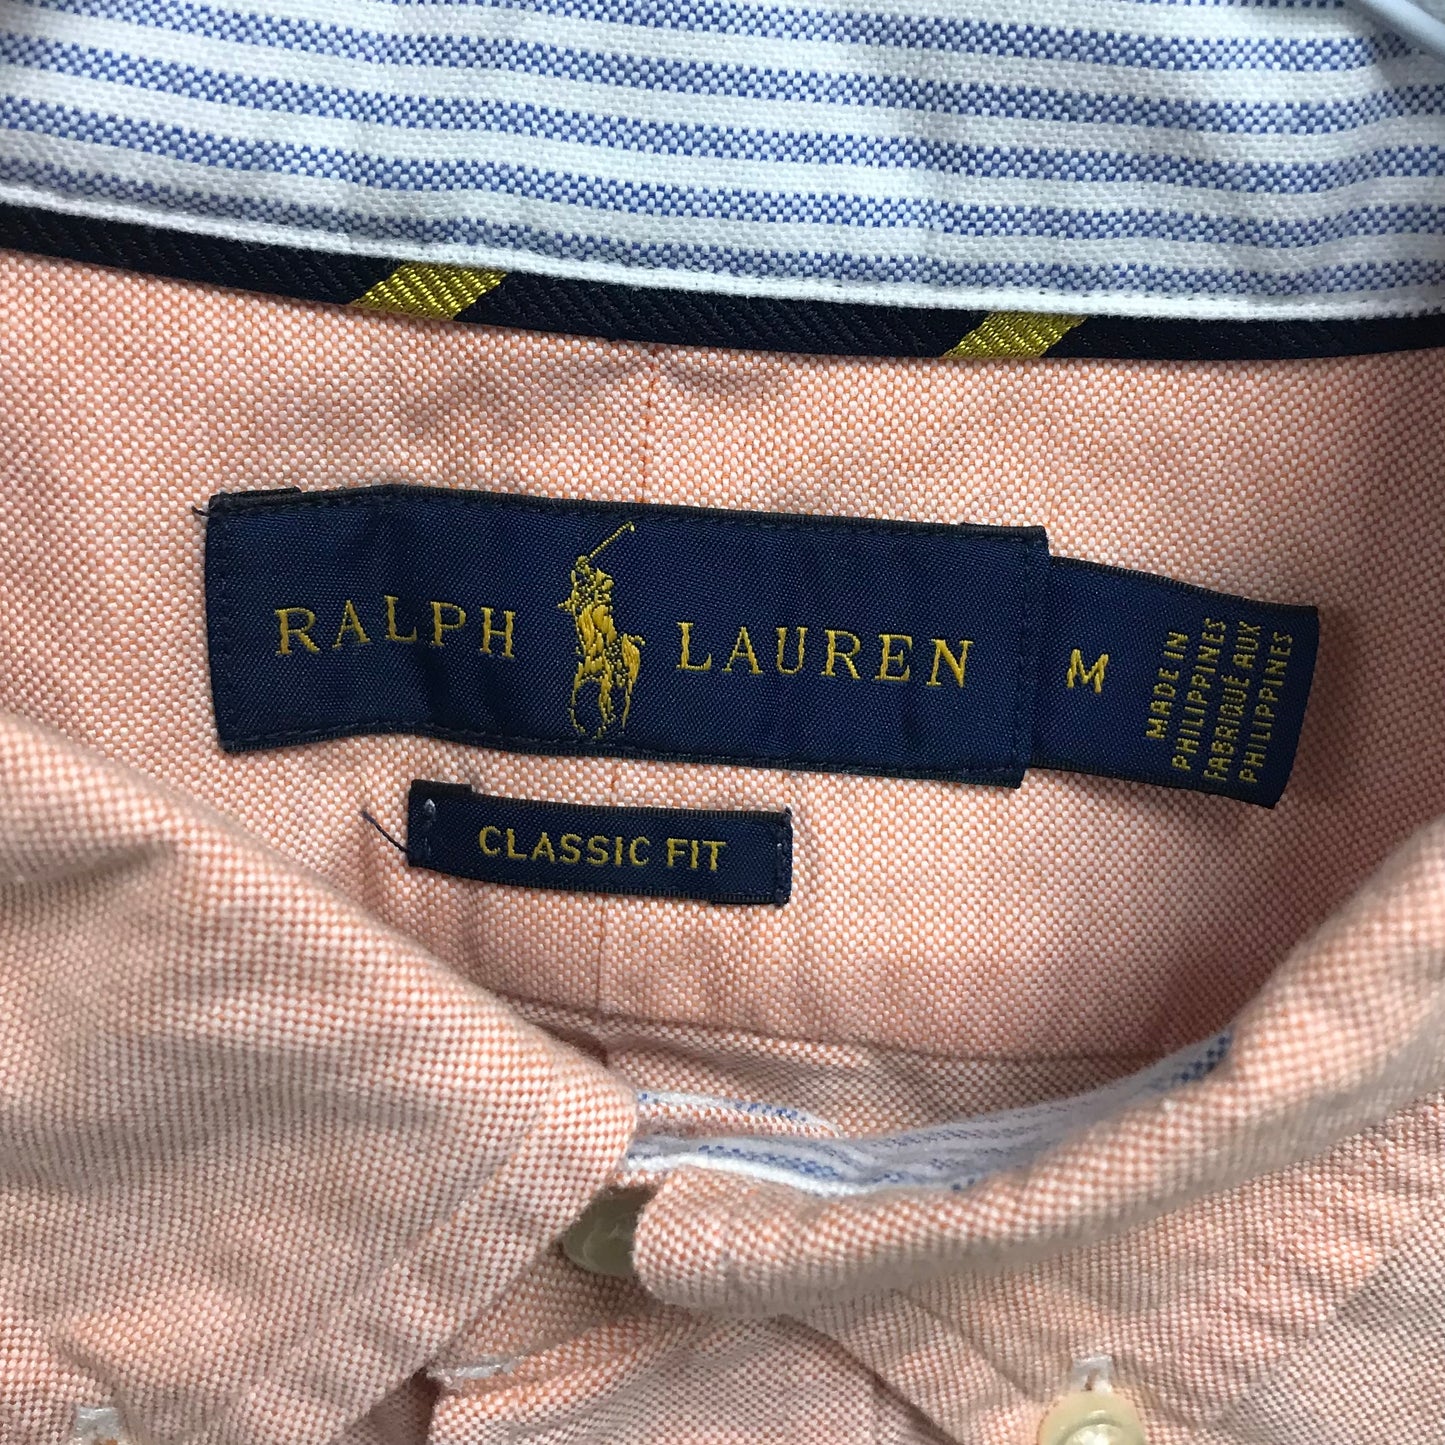 RALPH LAUREN
M
MADE IN
PHILIPPINES
FABRIQUÉ AUX
PHILIPPINES
CLASSIC FIT